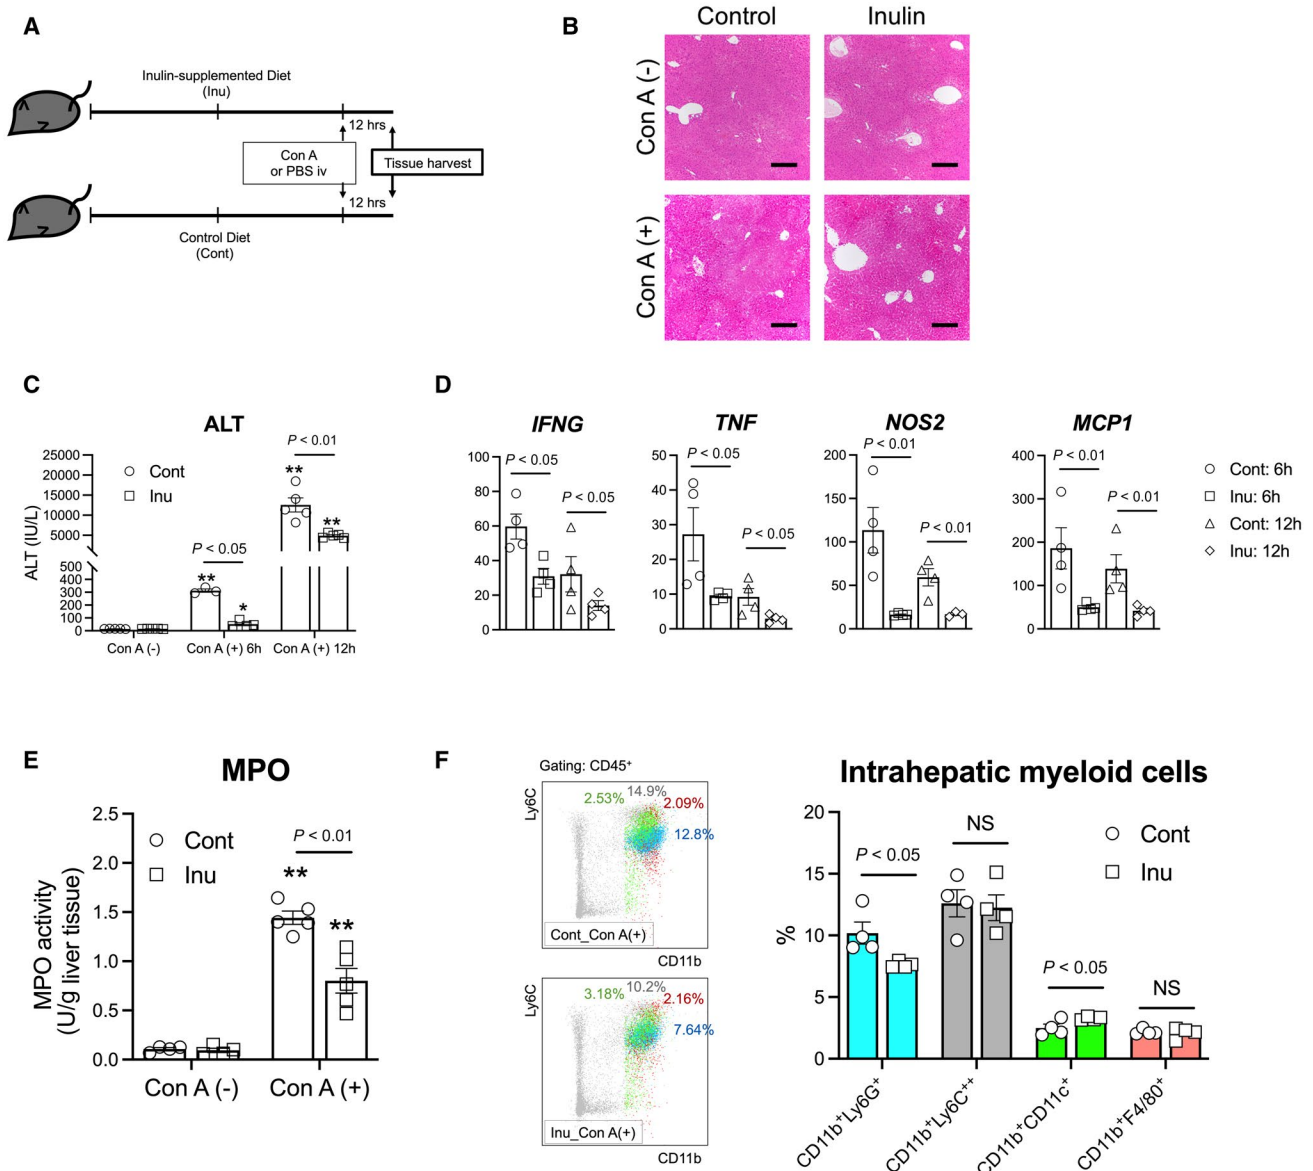 A
Inulin-supplemented Diet
(Inu)
12 hrs
Con A
or PBS iv
Tissue harvest
12 hrs
Control Diet
(Cont)
B
Control
Inulin
Con A (-)
Con A (+)
C
ALT
ALT (IU/L)
25000
20000
15000
10000
5000
500
400
300
200
100
0
Cont
Inu
P < 0.05
P < 0.01
**
*
**
**
Con A (-)
Con A (+) 6h
Con A (+) 12h
D
IFNG
100
80
60
40
20
0
P < 0.05
P < 0.05
TNF
50
40
30
20
10
0
P < 0.05
P < 0.05
NOS2
200
150
100
50
0
P < 0.01
P < 0.01
MCP1
400
300
200
100
0
P < 0.01
P < 0.01
Cont: 6h
Inu: 6h
Cont: 12h
Inu: 12h
E
MPO
MPO activity
(U/g liver tissue)
2.5
2.0
1.5
1.0
0.5
0.0
Cont
Inu
P < 0.01
**
**
Con A (-)
Con A (+)
F
Gating: CD45⁺
Ly6C
2.53%
14.9%
2.09%
12.8%
Cont_Con A(+)
CD11b
Ly6C
3.18%
10.2%
2.16%
7.64%
Inu_Con A(+)
CD11b
Intrahepatic myeloid cells
%
20
15
10
5
0
P < 0.05
NS
P < 0.05
NS
Cont
Inu
CD11b⁺Ly6G⁺
CD11b⁺Ly6C⁺⁺
CD11b⁺CD11c⁺
CD11b⁺F4/80⁺